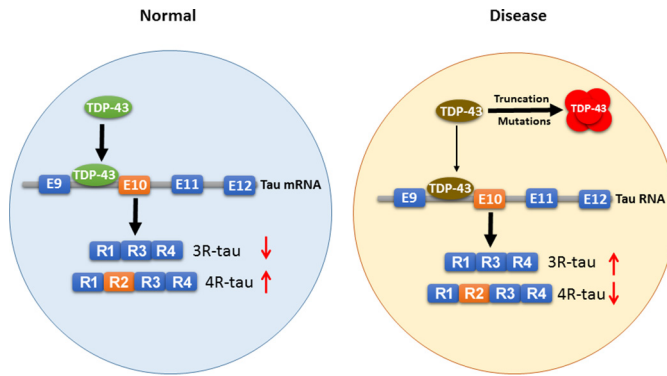 Normal
TDP-43
TDP-43
E9
E10
E11
E12
Tau mRNA
R1 R3 R4 3R-tau ↓
R1 R2 R3 R4 4R-tau ↑
Disease
TDP-43
Truncation
Mutations
TDP-43
TDP-43
E9
E10
E11
E12
Tau RNA
R1 R3 R4 3R-tau ↑
R1 R2 R3 R4 4R-tau ↓